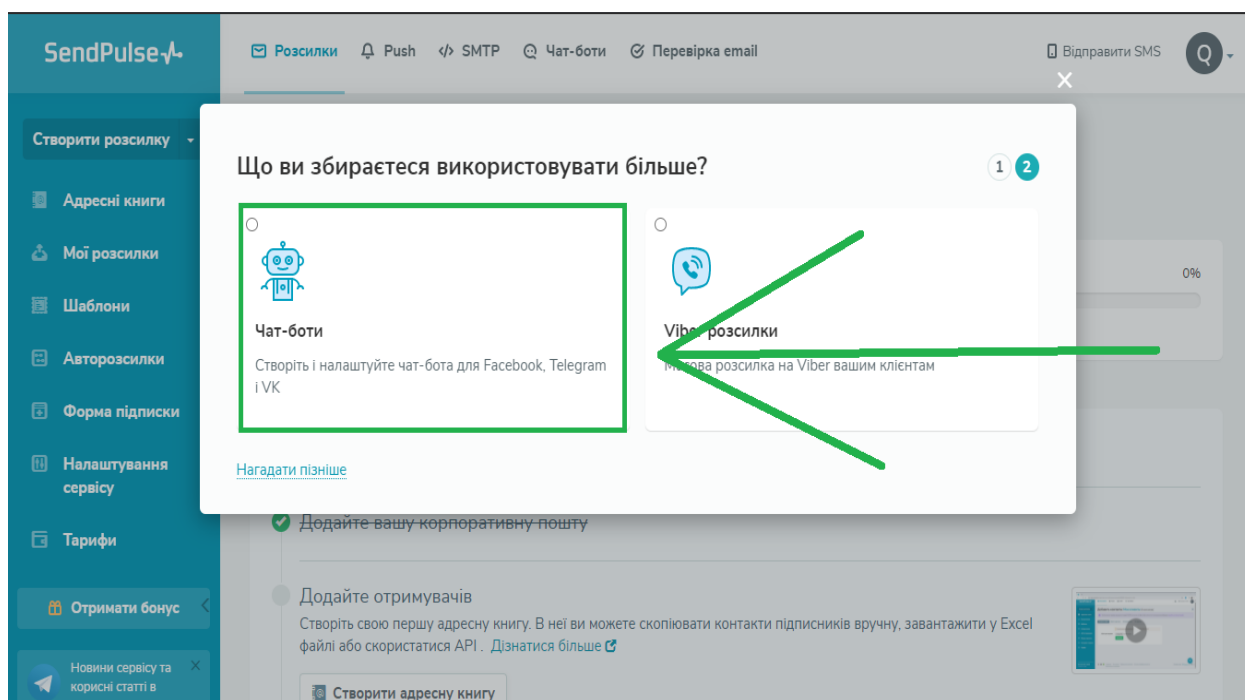 SendPulse
Розсилки Push SMTP Чат-боти Перевірка email Відправити SMS Q
Створити розсилку
Адресні книги
Мої розсилки
Шаблони
Авторозсилки
Форма підписки
Налаштування
сервісу
Тарифи
Отримати бонус
Новини сервісу та
корисні статті в
Що ви збираєтеся використовувати більше? 1 2
Чат-боти
Створіть і налаштуйте чат-бота для Facebook, Telegram
і VK
Viber розсилки
розсилка на Viber вашим клієнтам
Нагадати пізніше
0%
Додайте вашу корпоративну пошту
Додайте отримувачів
Створіть свою першу адресну книгу. В неї ви можете скопіювати контакти підписників вручну, завантажити у Excel
файлі або скористатися API . Дізнатися більше
Створити адресну книгу